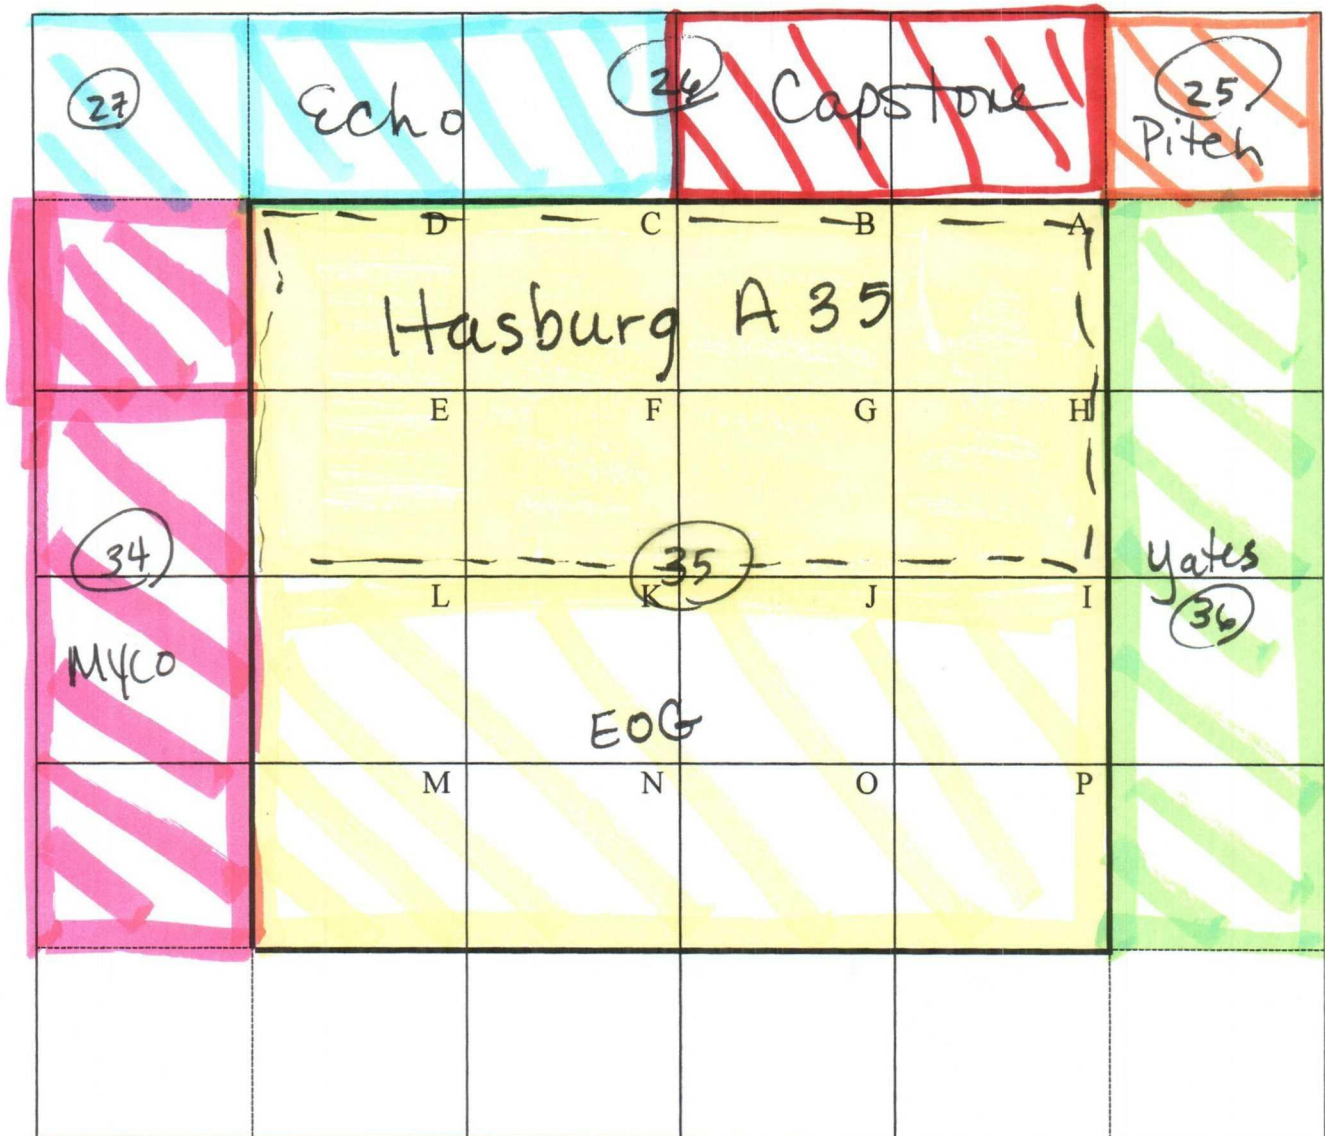 27 Echo 26 Capstone 25
Pitch
D C B A
Hasburg A 35
E F G H
34 35 Yates
L K J I
36
Myco
EOG
M N O P